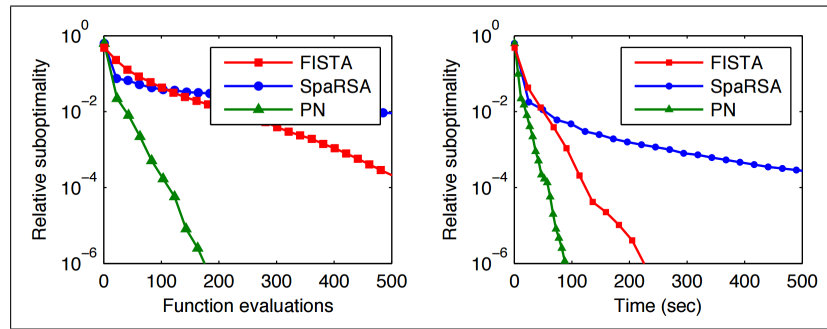 10^0
10^−2
10^−4
10^−6
Relative suboptimality
FISTA
SpaRSA
PN
0 100 200 300 400 500
Function evaluations
10^0
10^−2
10^−4
10^−6
Relative suboptimality
FISTA
SpaRSA
PN
0 100 200 300 400 500
Time (sec)